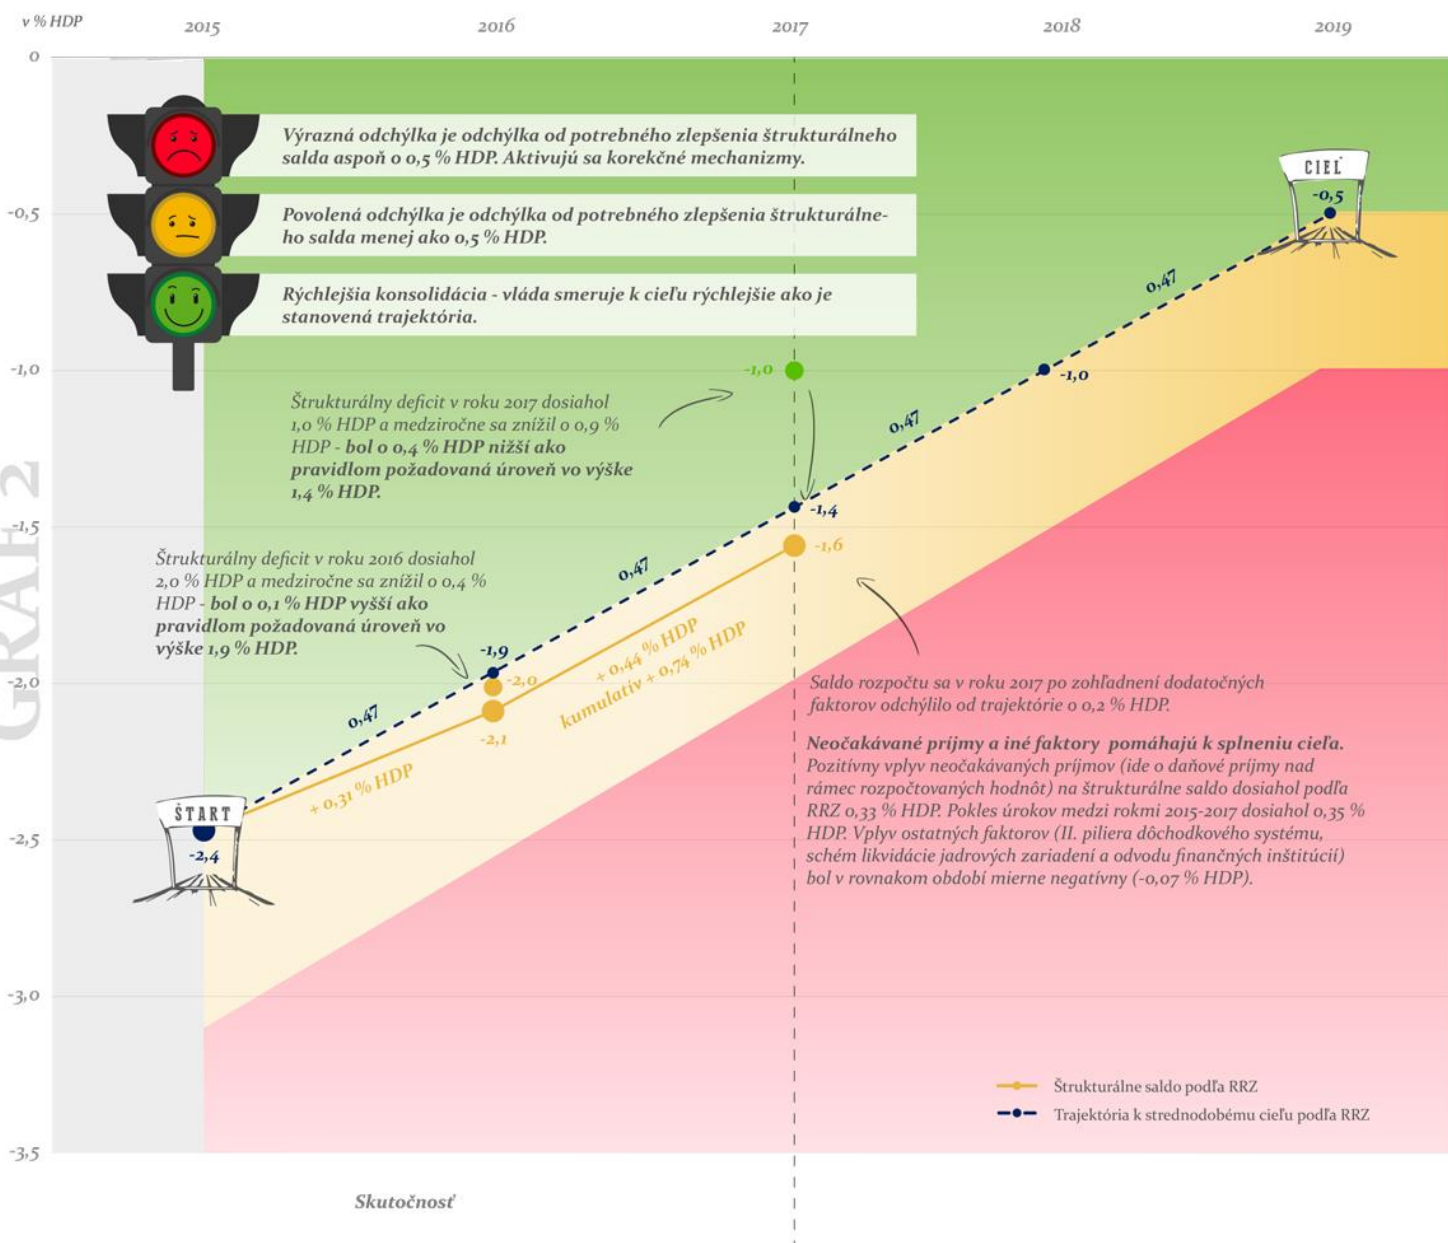 v % HDP
2015 2016 2017 2018 2019
0
Výrazná odchýlka je odchýlka od potrebného zlepšenia štrukturálneho
salda aspoň o 0,5 % HDP. Aktivujú sa korekčné mechanizmy.
CIEĽ
-0,5
-0,5
Povolená odchýlka je odchýlka od potrebného zlepšenia štrukturálne-
ho salda menej ako 0,5 % HDP.
Rýchlejšia konsolidácia - vláda smeruje k cieľu rýchlejšie ako je
stanovená trajektória.
0,47
-1,0
-1,0
-1,0
Štrukturálny deficit v roku 2017 dosiahol
1,0 % HDP a medziročne sa znížil o 0,9 %
HDP - bol o 0,4 % HDP nižší ako
pravidlom požadovaná úroveň vo výške
1,4 % HDP.
0,47
GRAF 2
-1,5
-1,4
-1,6
Štrukturálny deficit v roku 2016 dosiahol
2,0 % HDP a medziročne sa znížil o 0,4 %
HDP - bol o 0,1 % HDP vyšší ako
pravidlom požadovaná úroveň vo
výške 1,9 % HDP.
0,47
-1,9
-2,0
-2,0
-2,1
+ 0,44 % HDP
kumulatív + 0,74 % HDP
0,47
+ 0,31 % HDP
Saldo rozpočtu sa v roku 2017 po zohľadnení dodatočných
faktorov odchýlilo od trajektórie o 0,2 % HDP.
Neočakávané príjmy a iné faktory pomáhajú k splneniu cieľa.
Pozitívny vplyv neočakávaných príjmov (ide o daňové príjmy nad
rámec rozpočtovaných hodnôt) na štrukturálne saldo dosiahol podľa
RRZ 0,33 % HDP. Pokles úrokov medzi rokmi 2015-2017 dosiahol 0,35 %
HDP. Vplyv ostatných faktorov (II. piliera dôchodkového systému,
schém likvidácie jadrových zariadení a odvodu finančných inštitúcií)
bol v rovnakom období mierne negatívny (-0,07 % HDP).
ŠTART
-2,5
-2,4
-3,0
Štrukturálne saldo podľa RRZ
Trajektória k strednodobému cieľu podľa RRZ
-3,5
Skutočnosť